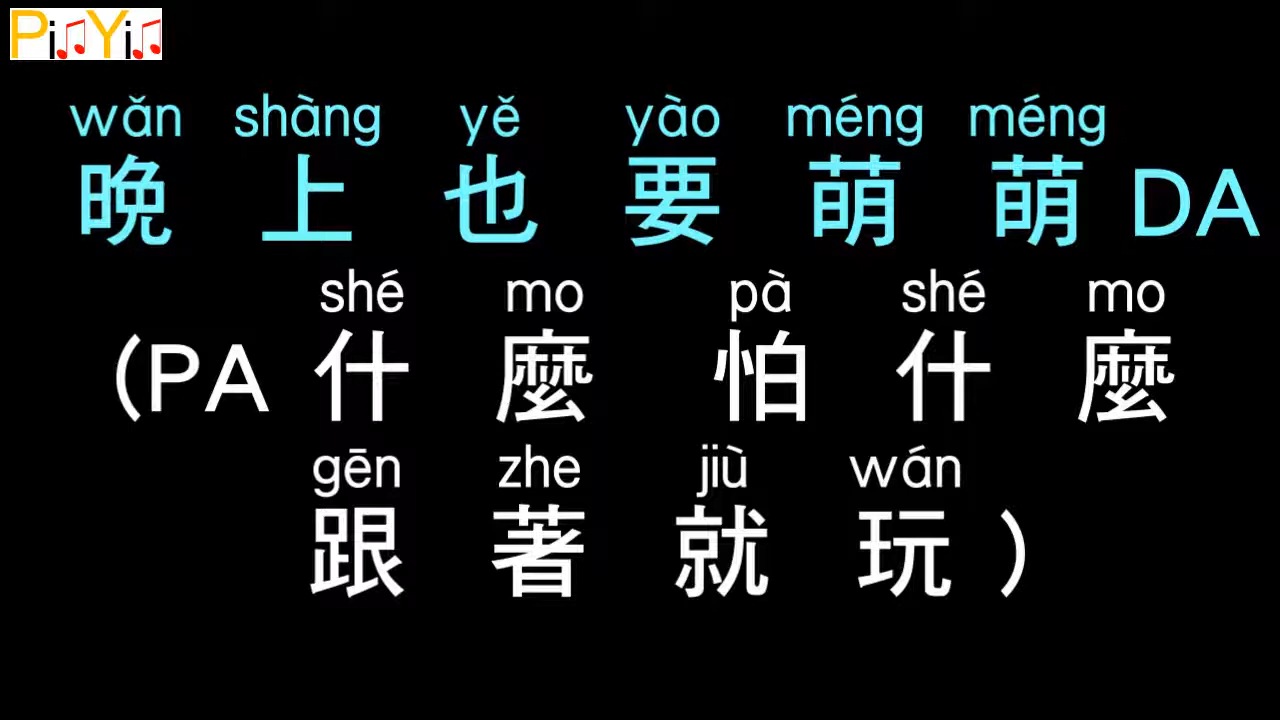 PinYin
wǎn shàng yě yào méng méng
晚 上 也 要 萌 萌 DA
shé mo pà shé mo
(PA 什 麼 怕 什 麼
gēn zhe jiù wán
跟 著 就 玩 )